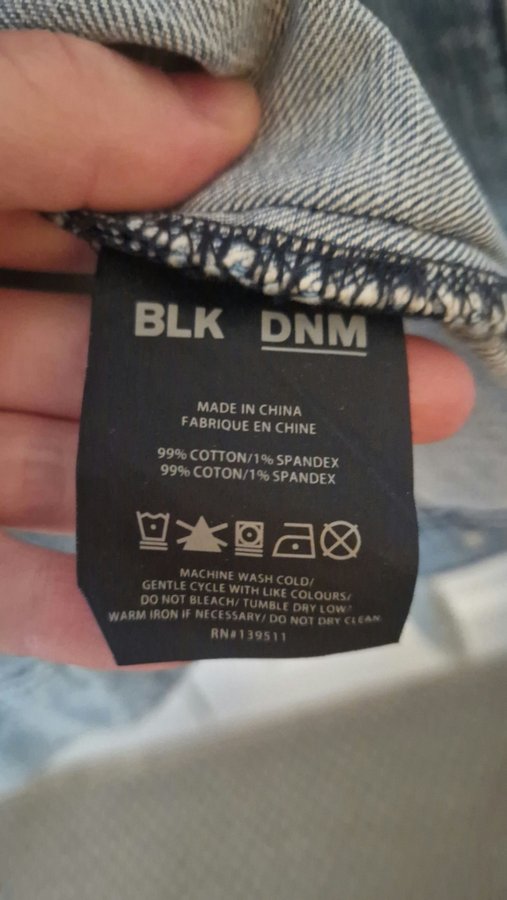 BLK DNM
MADE IN CHINA
FABRIQUE EN CHINE
99% COTTON/1% SPANDEX
99% COTON/1% SPANDEX
MACHINE WASH COLD/
GENTLE CYCLE WITH LIKE COLOURS/
DO NOT BLEACH/ TUMBLE DRY LOW/
WARM IRON IF NECESSARY/ DO NOT DRY CLEAN
RN#139511